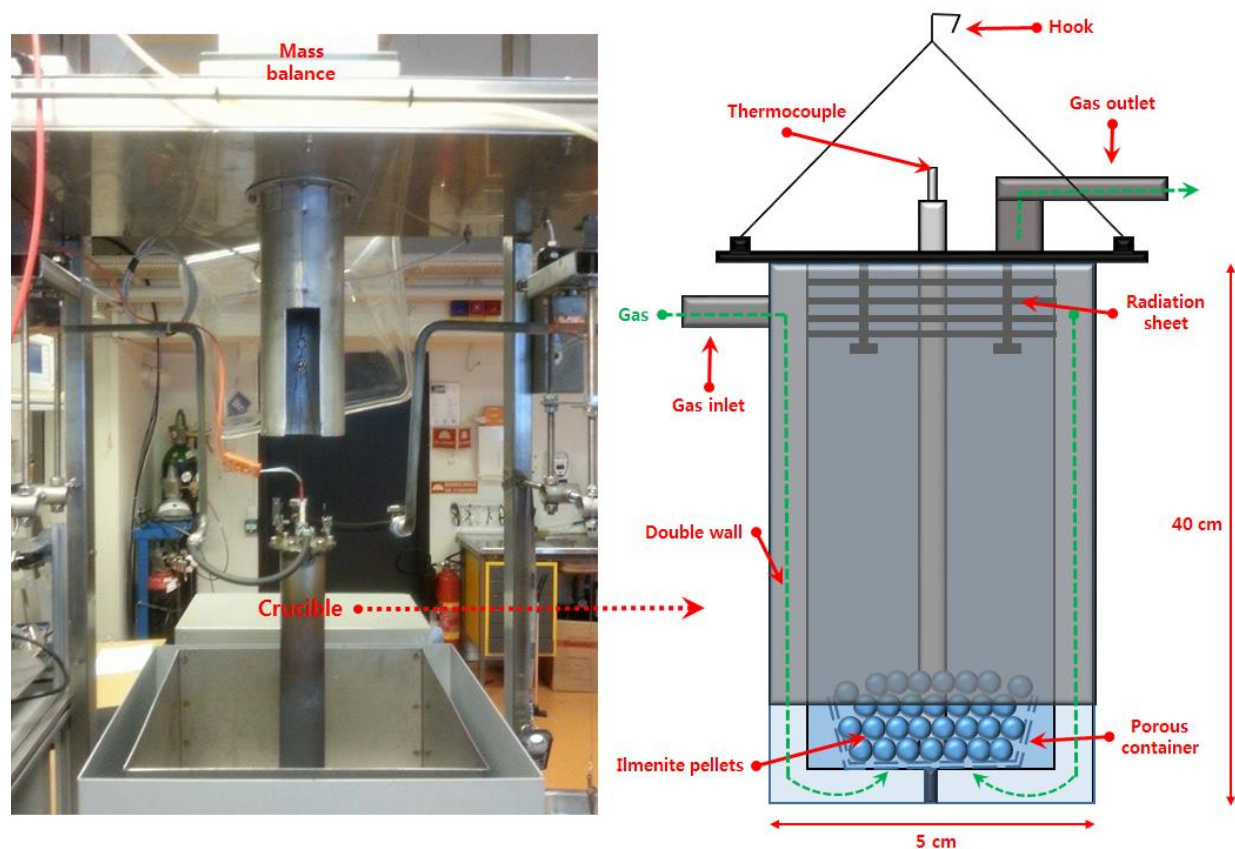 Mass
balance
Crucible
Hook
Thermocouple
Gas outlet
Gas
Radiation
sheet
Gas inlet
Double wall
40 cm
Ilmenite pellets
Porous
container
5 cm